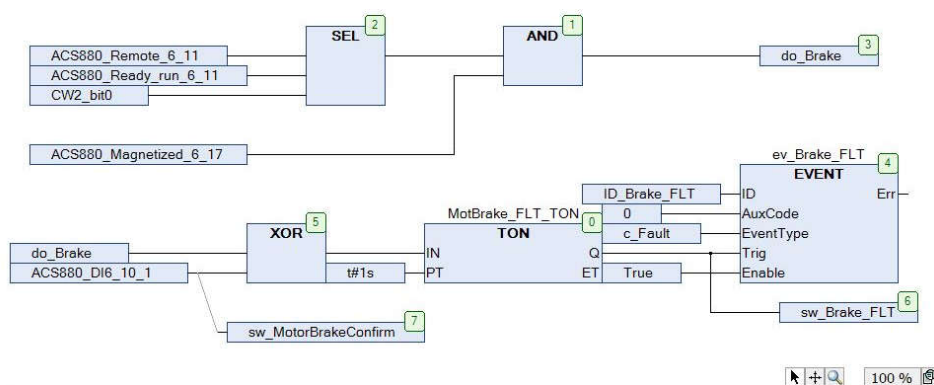 SEL
2
ACS880_Remote_6_11
ACS880_Ready_run_6_11
CW2_bit0
AND
1
do_Brake
3
ACS880_Magnetized_6_17
ev_Brake_FLT
EVENT
4
ID_Brake_FLT
ID
Err
MotBrake_FLT_TON
0
AuxCode
XOR
5
TON
0
c_Fault
EventType
do_Brake
IN
Q
Trig
ACS880_DI6_10_1
t#1s
PT
ET
True
Enable
sw_Brake_FLT
6
sw_MotorBrakeConfirm
7
100 %